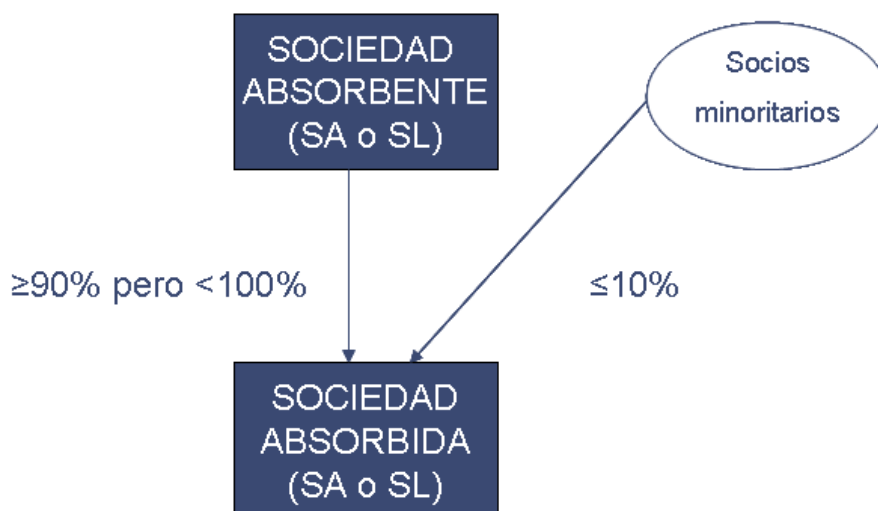 SOCIEDAD
ABSORBENTE
(SA o SL)
Socios
minoritarios
≥90% pero <100%
≤10%
SOCIEDAD
ABSORBIDA
(SA o SL)